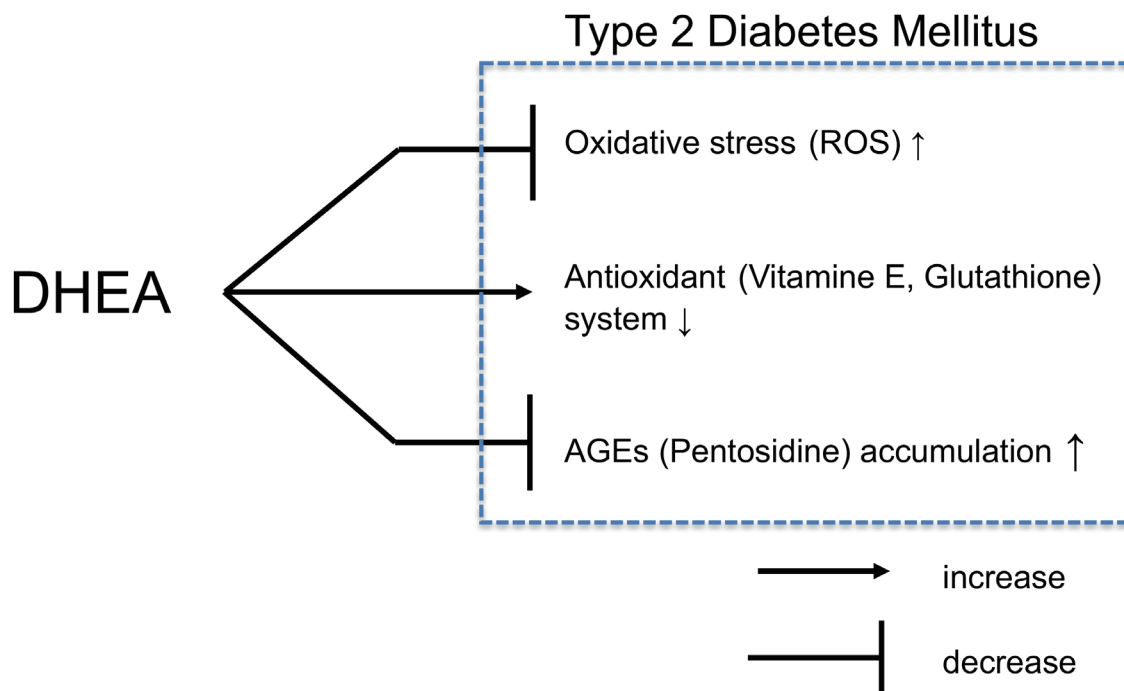 Type 2 Diabetes Mellitus
Oxidative stress (ROS) ↑
DHEA
Antioxidant (Vitamine E, Glutathione)
system ↓
AGEs (Pentosidine) accumulation ↑
increase
decrease